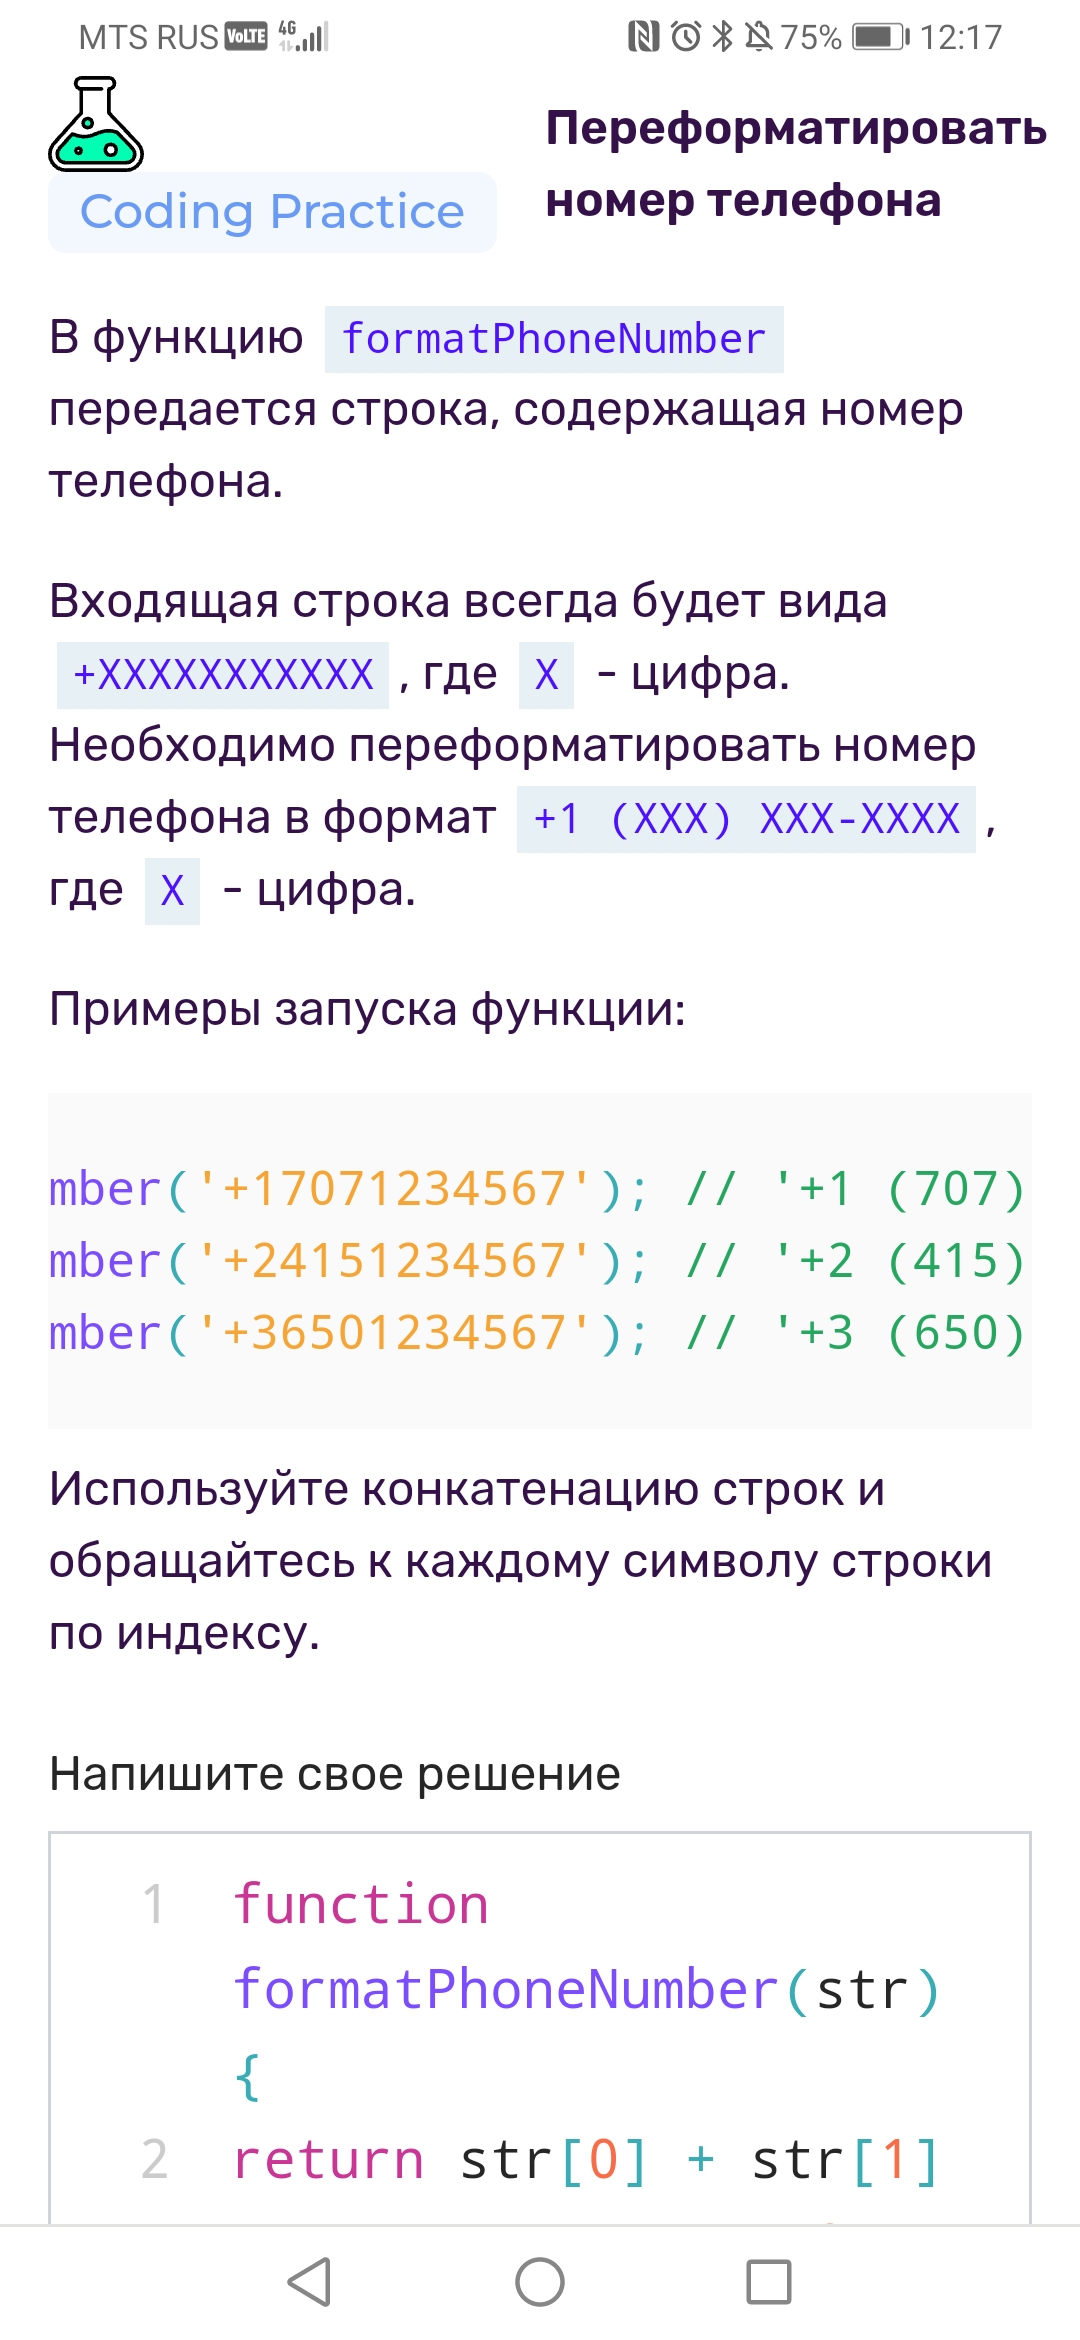 MTS RUS VoLTE 4G 75% 12:17
Переформатировать
номер телефона
Coding Practice
В функцию formatPhoneNumber
передается строка, содержащая номер
телефона.
Входящая строка всегда будет вида
+XXXXXXXXXXX , где X - цифра.
Необходимо переформатировать номер
телефона в формат +1 (XXX) XXX-XXXX ,
где X - цифра.
Примеры запуска функции:
mber('+17071234567'); // '+1 (707)
mber('+24151234567'); // '+2 (415)
mber('+36501234567'); // '+3 (650)
Используйте конкатенацию строк и
обращайтесь к каждому символу строки
по индексу.
Напишите свое решение
1 function
formatPhoneNumber(str)
{
2 return str[0] + str[1]